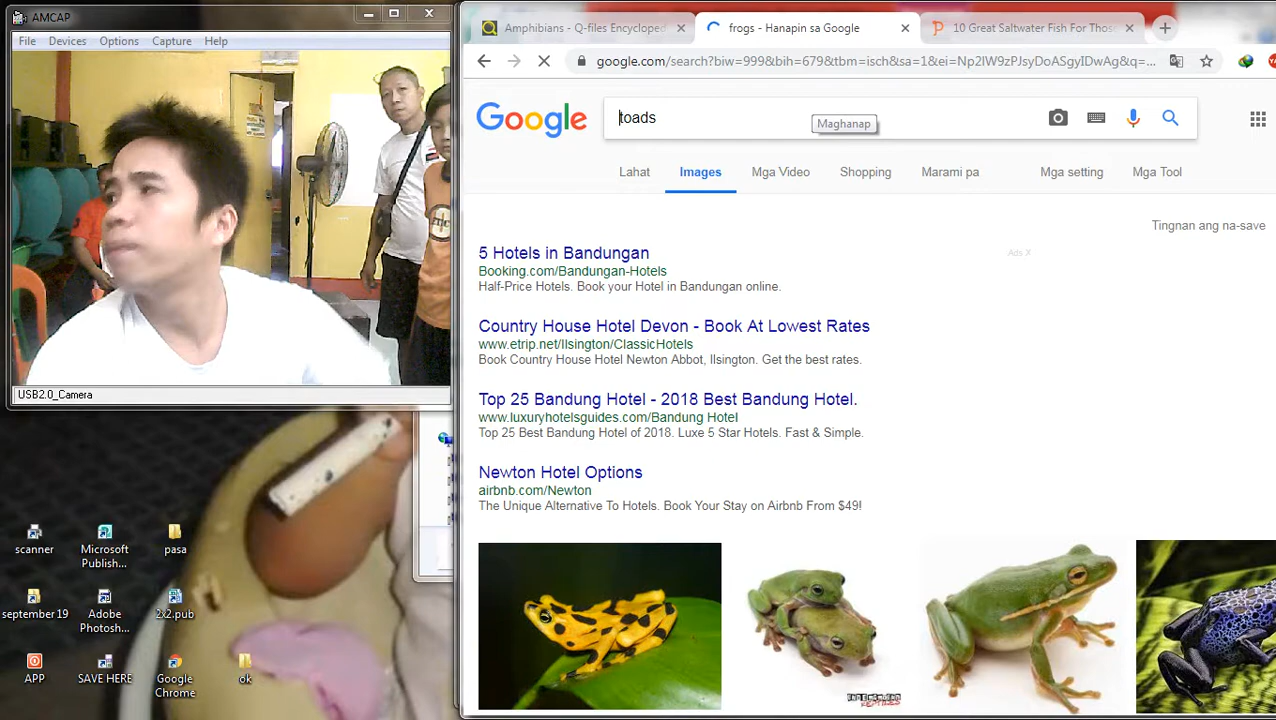 AMCAP
File Devices Options Capture Help
USB2.0_Camera
scanner
Microsoft
Publish...
pasa
september 19
Adobe
Photosh...
2x2.pub
APP
SAVE HERE
Google
Chrome
ok
Amphibians - Q-files Encycloped
frogs - Hanapin sa Google
10 Great Saltwater Fish For Those
google.com/search?biw=999&bih=679&tbm=isch&sa=1&ei=Np2iW9zPJsyDoASgyIDwAg&q=...
Google
toads
Maghanap
Lahat Images Mga Video Shopping Marami pa Mga setting Mga Tool
Tingnan ang na-save
Ads X
5 Hotels in Bandungan
Booking.com/Bandungan-Hotels
Half-Price Hotels. Book your Hotel in Bandungan online.
Country House Hotel Devon - Book At Lowest Rates
www.etrip.net/Ilsington/ClassicHotels
Book Country House Hotel Newton Abbot, Ilsington. Get the best rates.
Top 25 Bandung Hotel - 2018 Best Bandung Hotel.
www.luxuryhotelsguides.com/Bandung Hotel
Top 25 Best Bandung Hotel of 2018. Luxe 5 Star Hotels. Fast & Simple.
Newton Hotel Options
airbnb.com/Newton
The Unique Alternative To Hotels. Book Your Stay on Airbnb From $49!